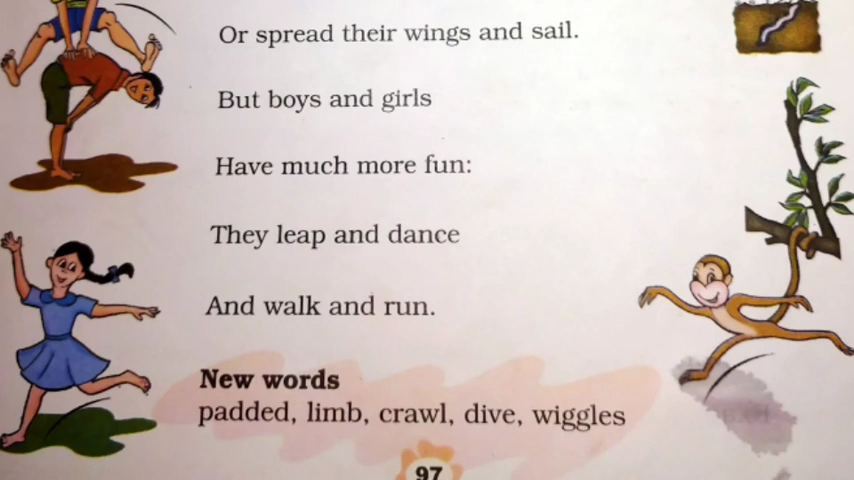 Or spread their wings and sail.
But boys and girls
Have much more fun:
They leap and dance
And walk and run.
New words
padded, limb, crawl, dive, wiggles
97